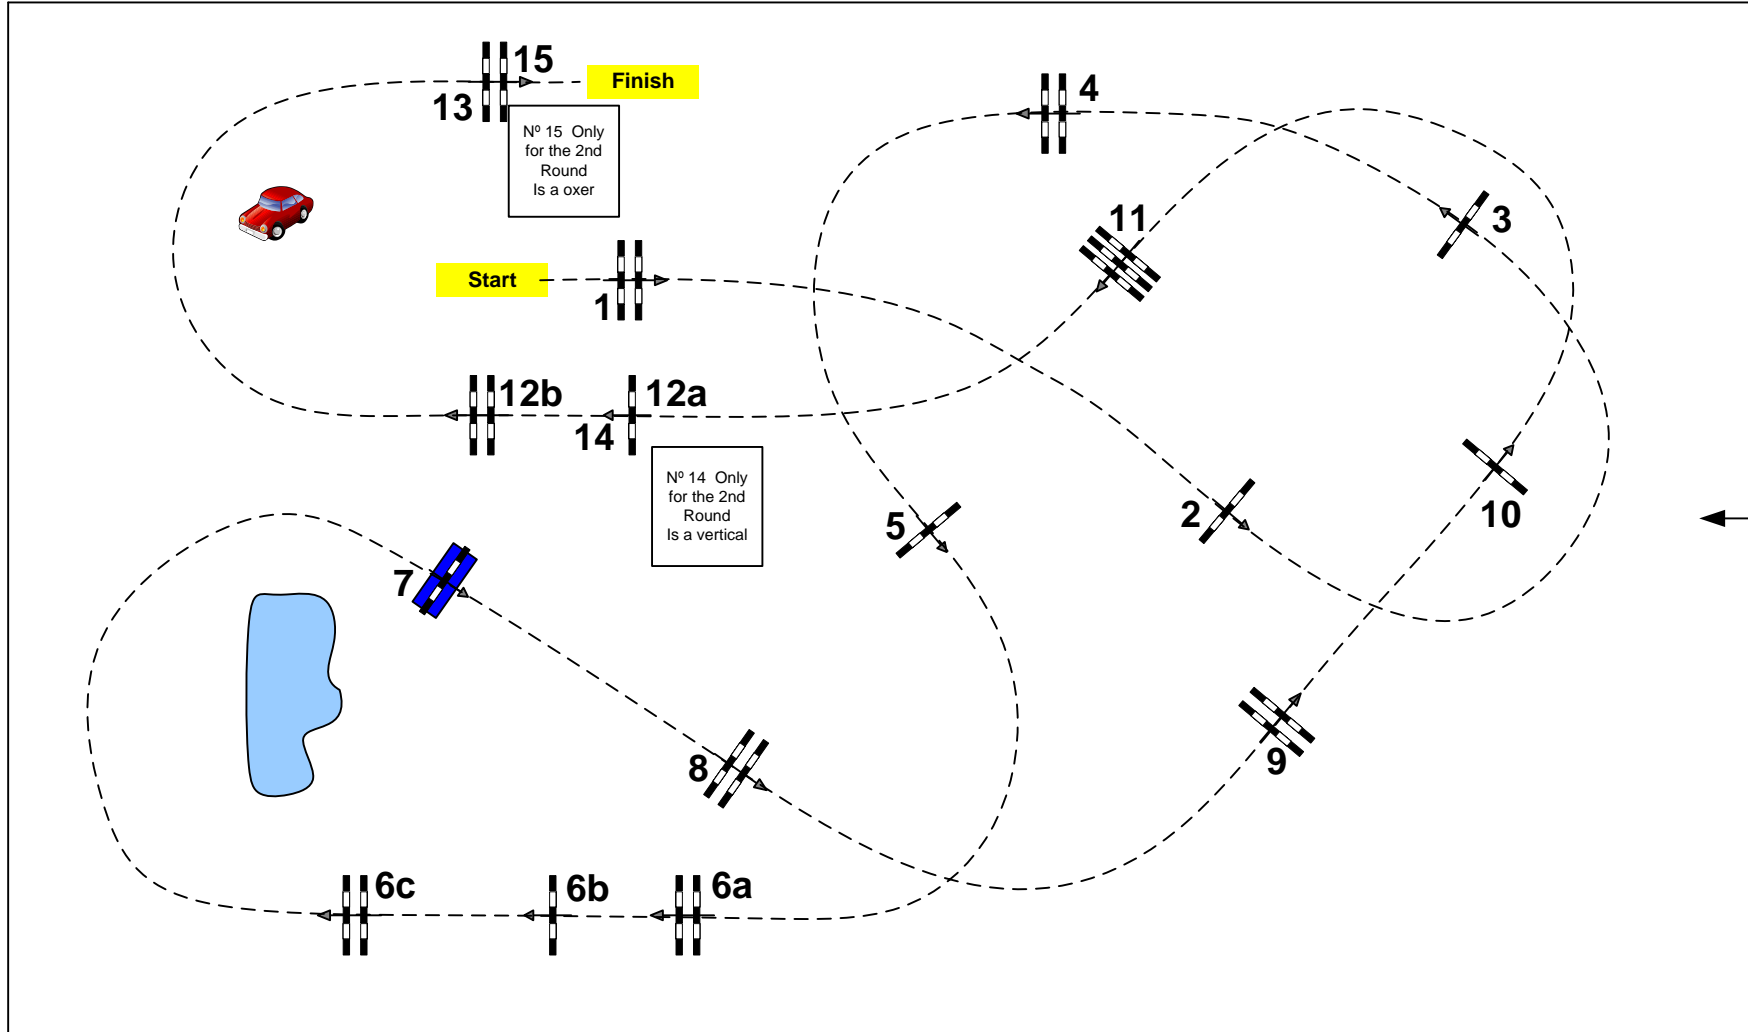 15
Finish
13
Nº 15 Only
for the 2nd
Round
Is a oxer
4
3
11
Start
1
12b
12a
14
Nº 14 Only
for the 2nd
Round
Is a vertical
5
2
10
7
8
9
6c
6b
6a